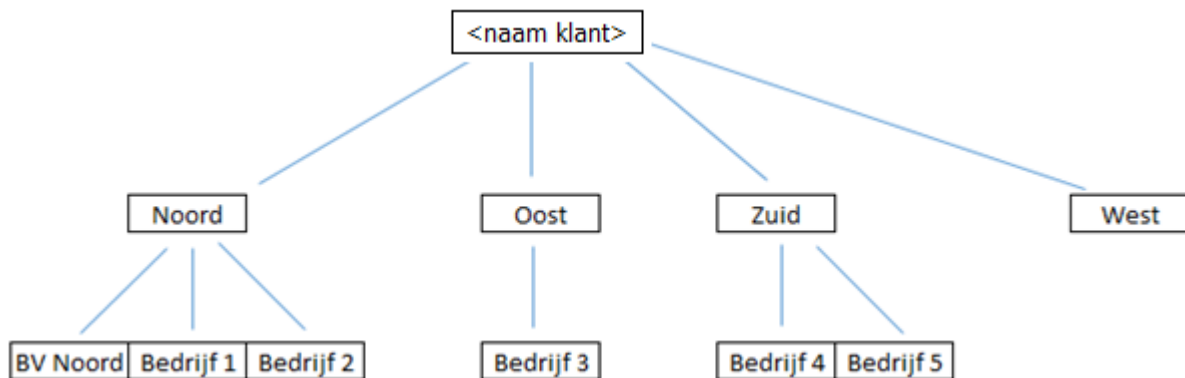 <naam klant>
Noord
Oost
Zuid
West
BV Noord
Bedrijf 1
Bedrijf 2
Bedrijf 3
Bedrijf 4
Bedrijf 5